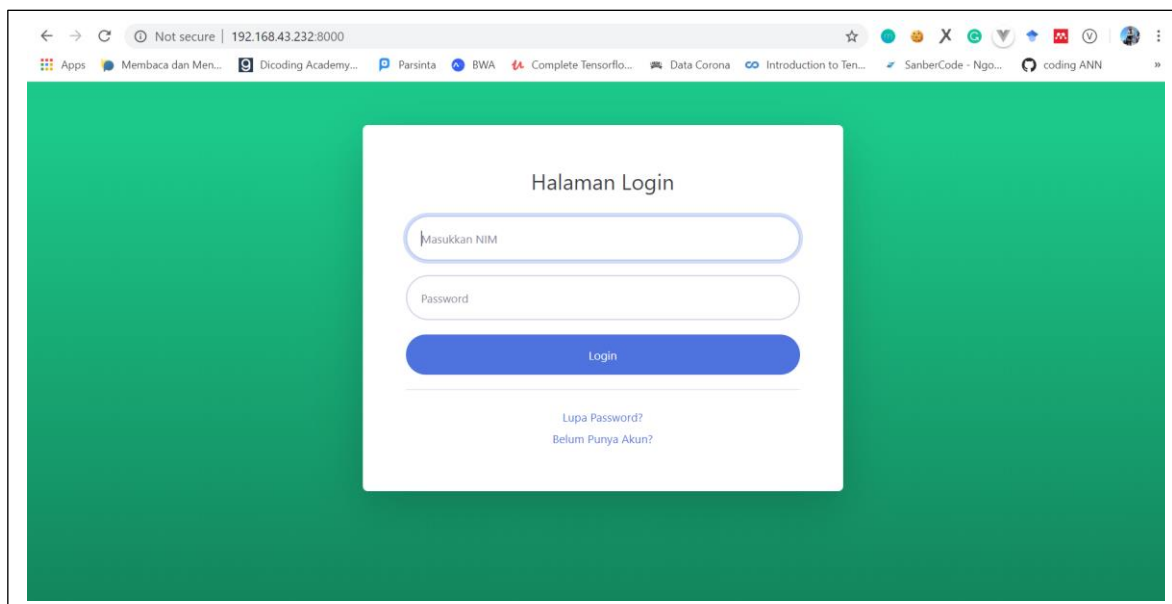 Not secure | 192.168.43.232:8000
Apps Membaca dan Men... Dicoding Academy... Parsinta BWA Complete Tensorflo... Data Corona Introduction to Ten... SanberCode - Ngo... coding ANN »
Halaman Login
Masukkan NIM
Password
Login
Lupa Password?
Belum Punya Akun?